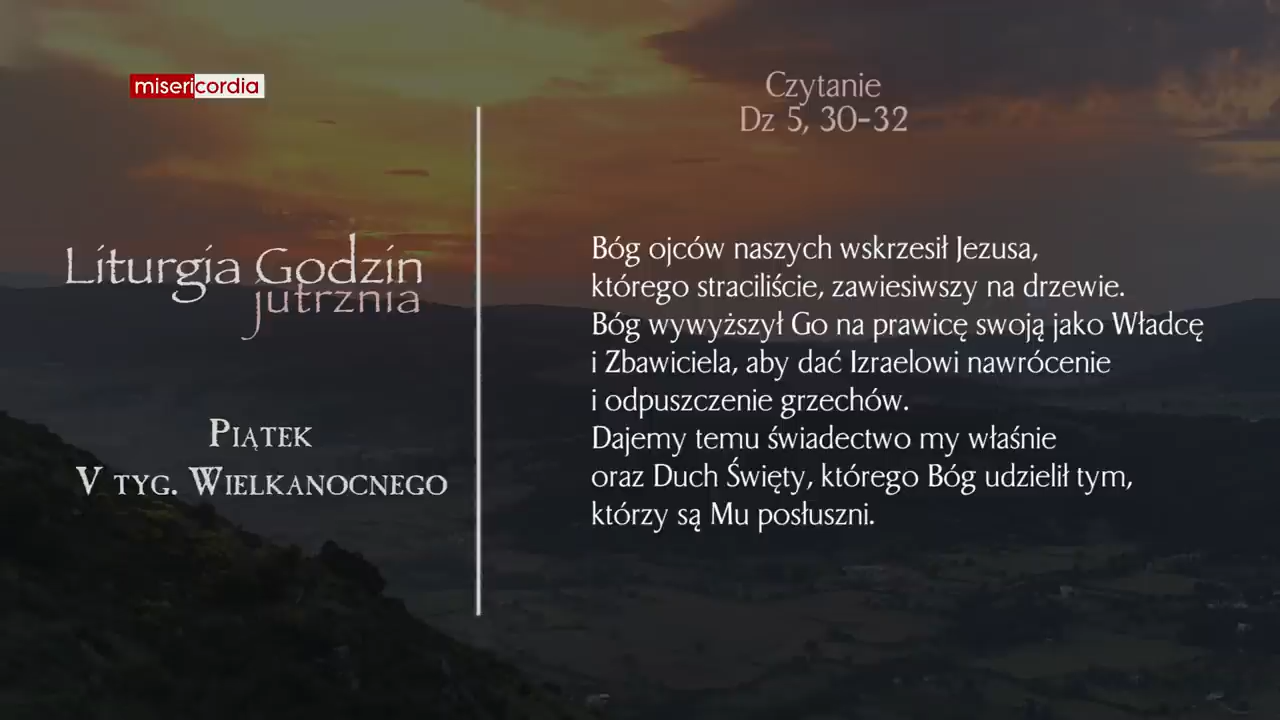 misericordia
Liturgia Godzin
jutrznia
Piątek
V tyg. Wielkanocnego
Czytanie
Dz 5, 30-32
Bóg ojców naszych wskrzesił Jezusa,
którego straciliście, zawiesiwszy na drzewie.
Bóg wywyższył Go na prawicę swoją jako Władcę
i Zbawiciela, aby dać Izraelowi nawrócenie
i odpuszczenie grzechów.
Dajemy temu świadectwo my właśnie
oraz Duch Święty, którego Bóg udzielił tym,
którzy są Mu posłuszni.